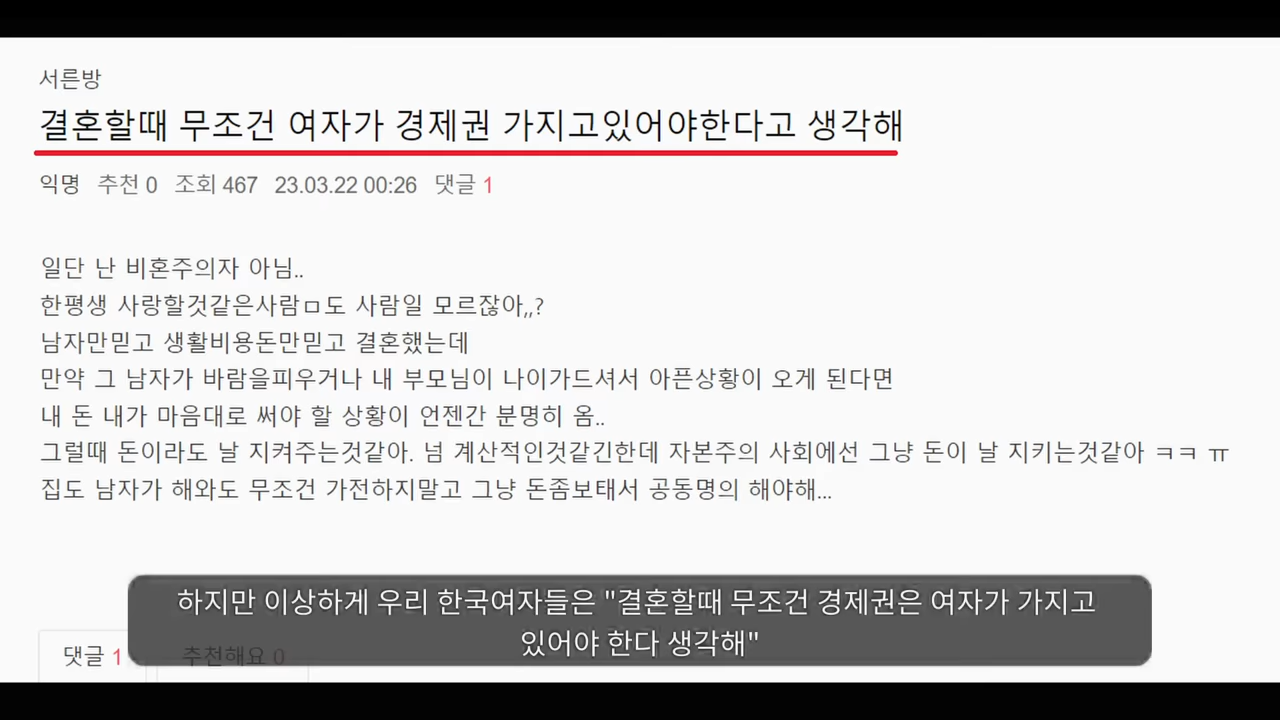 서른방
결혼할때 무조건 여자가 경제권 가지고있어야한다고 생각해
익명 추천 0 조회 467 23.03.22 00:26 댓글 1
일단 난 비혼주의자 아님..
한평생 사랑할것같은사람ㅁ도 사람일 모르잖아,,?
남자만믿고 생활비용돈만믿고 결혼했는데
만약 그 남자가 바람을피우거나 내 부모님이 나이가드셔서 아픈상황이 오게 된다면
내 돈 내가 마음대로 써야 할 상황이 언젠간 분명히 옴..
그럴때 돈이라도 날 지켜주는것같아. 넘 계산적인것같긴한데 자본주의 사회에선 그냥 돈이 날 지키는것같아 ㅋㅋ ㅠ
집도 남자가 해와도 무조건 가전하지말고 그냥 돈좀보태서 공동명의 해야해...
하지만 이상하게 우리 한국여자들은 "결혼할때 무조건 경제권은 여자가 가지고
있어야 한다 생각해"
댓글 1 추천해요 0